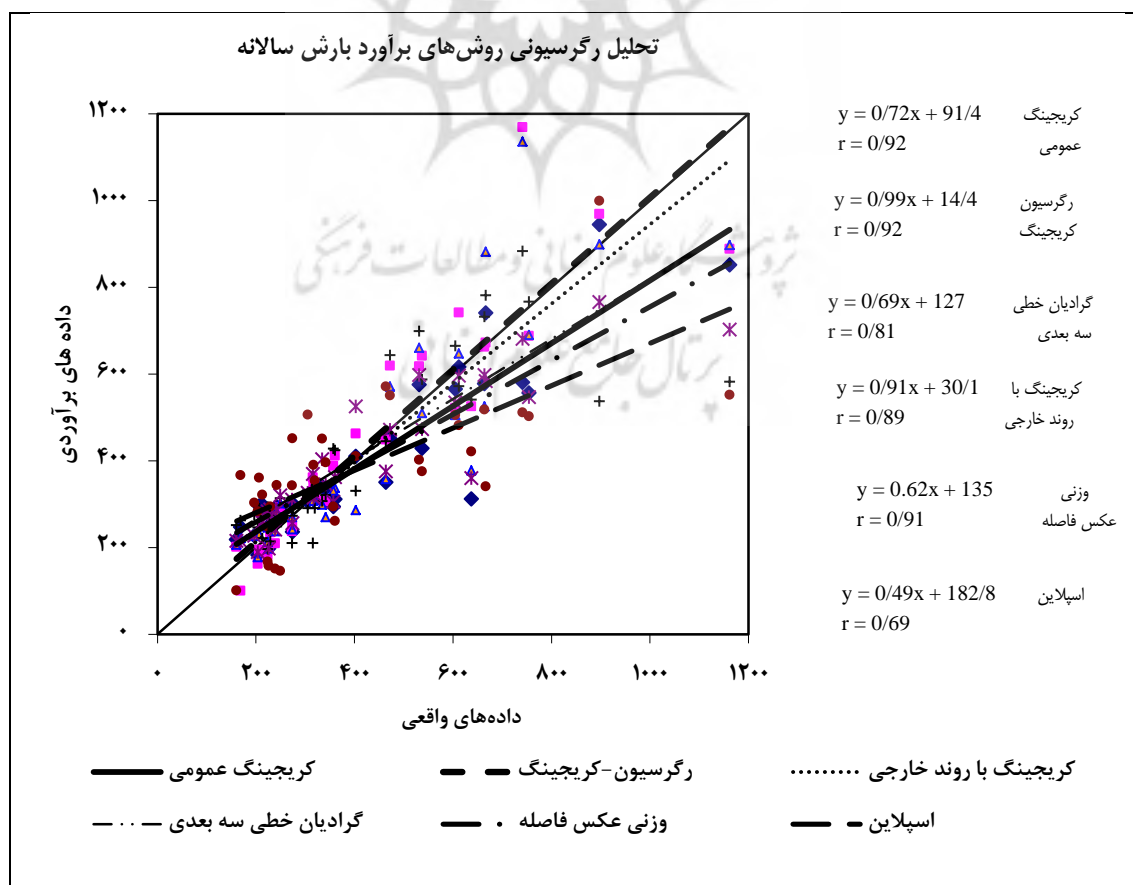 تحلیل رگرسیونی روش‌های برآورد بارش سالانه
داده های برآوردی
۱۲۰۰
۱۰۰۰
۸۰۰
۶۰۰
۴۰۰
۲۰۰
۰
۰ ۲۰۰ ۴۰۰ ۶۰۰ ۸۰۰ ۱۰۰۰ ۱۲۰۰
داده‌های واقعی
y = 0/72x + 91/4 کریجینگ
r = 0/92 عمومی
y = 0/99x + 14/4 رگرسیون
r = 0/92 کریجینگ
y = 0/69x + 127 گرادیان خطی
r = 0/81 سه بعدی
y = 0/91x + 30/1 کریجینگ با
r = 0/89 روند خارجی
y = 0.62x + 135 وزنی
r = 0/91 عکس فاصله
y = 0/49x + 182/8 اسپلاین
r = 0/69
کریجینگ با روند خارجی رگرسیون-کریجینگ کریجینگ عمومی
اسپلاین وزنی عکس فاصله گرادیان خطی سه بعدی